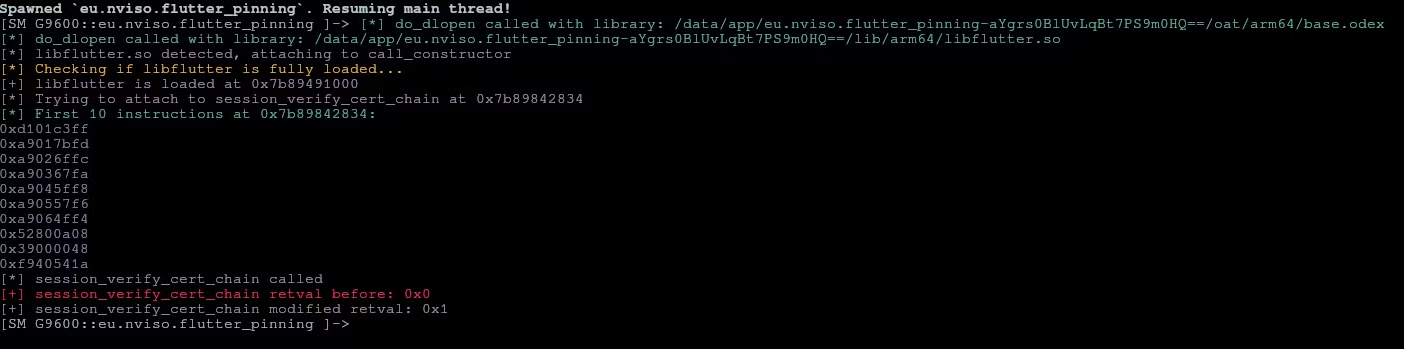 Spawned `eu.nviso.flutter_pinning`. Resuming main thread!
[SM G9600::eu.nviso.flutter_pinning ]-> [*] do_dlopen called with library: /data/app/eu.nviso.flutter_pinning-aYgrs0BlUvLqBt7PS9m0HQ==/oat/arm64/base.odex
[*] do_dlopen called with library: /data/app/eu.nviso.flutter_pinning-aYgrs0BlUvLqBt7PS9m0HQ==/lib/arm64/libflutter.so
[*] libflutter.so detected, attaching to call_constructor
[*] Checking if libflutter is fully loaded...
[+] libflutter is loaded at 0x7b89491000
[*] Trying to attach to session_verify_cert_chain at 0x7b89842834
[*] First 10 instructions at 0x7b89842834:
0xd101c3ff
0xa9017bfd
0xa9026ffc
0xa90367fa
0xa9045ff8
0xa90557f6
0xa9064ff4
0x52800a08
0x39000048
0xf940541a
[*] session_verify_cert_chain called
[+] session_verify_cert_chain retval before: 0x0
[+] session_verify_cert_chain modified retval: 0x1
[SM G9600::eu.nviso.flutter_pinning ]->